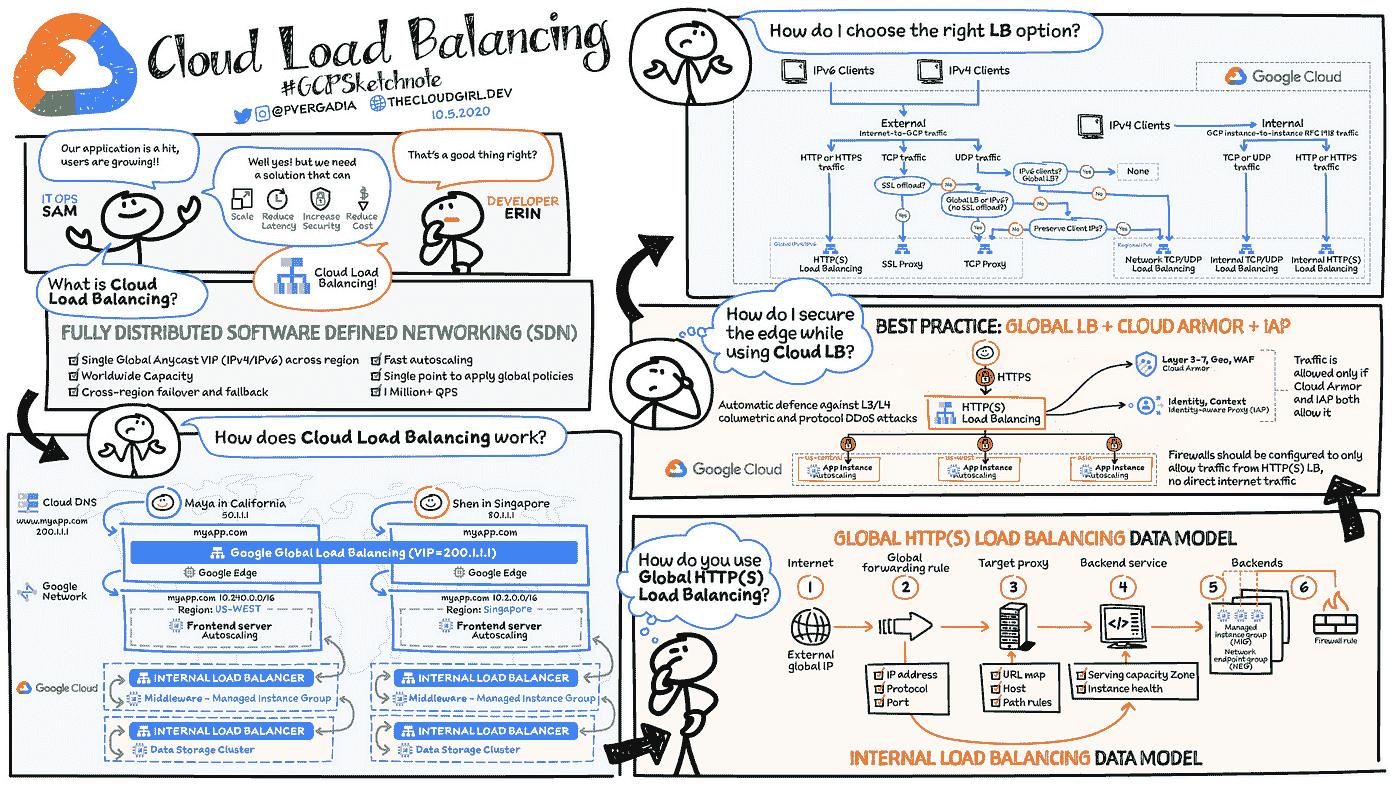 Cloud Load Balancing
#GCPSketchnote
@PVERGADIA THECLOUDGIRL.DEV
10.5.2020
Our application is a hit,
users are growing!!
IT OPS
SAM
Well yes! but we need
a solution that can
Scale
Reduce
Latency
Increase
Security
Reduce
Cost
That's a good thing right?
DEVELOPER
ERIN
Cloud Load
Balancing!
What is Cloud
Load Balancing?
FULLY DISTRIBUTED SOFTWARE DEFINED NETWORKING (SDN)
Single Global Anycast VIP (IPv4/IPv6) across region
Worldwide Capacity
Cross-region failover and fallback
Fast autoscaling
Single point to apply global policies
1 Million+ QPS
How does Cloud Load Balancing work?
Cloud DNS
www.myapp.com
200.1.1.1
Maya in California
50.1.1.1
Shen in Singapore
80.1.1.1
myapp.com
myapp.com
Google Global Load Balancing (VIP=200.1.1.1)
Google Edge
Google Edge
Google
Network
myapp.com 10.240.0.0/16
Region: US-WEST
Frontend server
Autoscaling
myapp.com 10.2.0.0/16
Region: Singapore
Frontend server
Autoscaling
Google Cloud
INTERNAL LOAD BALANCER
Middleware - Managed Instance Group
INTERNAL LOAD BALANCER
Data Storage Cluster
INTERNAL LOAD BALANCER
Middleware - Managed Instance Group
INTERNAL LOAD BALANCER
Data Storage Cluster
How do I choose the right LB option?
IPv6 Clients
IPv4 Clients
Google Cloud
External
Internet-to-GCP traffic
IPv4 Clients
Internal
GCP instance-to-instance RFC 1918 traffic
HTTP or HTTPS
traffic
TCP traffic
UDP traffic
IPv6 clients?
Global LB?
Yes
None
TCP or UDP
traffic
HTTP or HTTPS
traffic
SSL offload?
No
No
Global LB or IPv6?
(no SSL offload?)
No
Yes
Yes
No
Preserve Client IPs?
Yes
Global IPv4/IPv6
Regional IPv4
HTTP(S)
Load Balancing
SSL Proxy
TCP Proxy
Network TCP/UDP
Load Balancing
Internal TCP/UDP
Load Balancing
Internal HTTP(S)
Load Balancing
How do I secure
the edge while
using Cloud LB?
BEST PRACTICE: GLOBAL LB + CLOUD ARMOR + IAP
HTTPS
Automatic defence against L3/L4
columetric and protocol DDoS attacks
HTTP(S)
Load Balancing
Layer 3-7, Geo, WAF
Cloud Armor
Identity, Context
Identity-aware Proxy (IAP)
Traffic is
allowed only if
Cloud Armor
and IAP both
allow it
Google Cloud
us-central
App Instance
Autoscaling
us-west
App Instance
Autoscaling
asia
App Instance
Autoscaling
Firewalls should be configured to only
allow traffic from HTTP(S) LB,
no direct internet traffic
How do you use
Global HTTP(S)
Load Balancing?
GLOBAL HTTP(S) LOAD BALANCING DATA MODEL
Internet
1
External
global IP
Global
forwarding rule
2
IP address
Protocol
Port
Target proxy
3
URL map
Host
Path rules
Backend service
4
Serving capacity Zone
Instance health
Backends
5
Managed
instance group
(MIG)
Network
endpoint group
(NEG)
6
Firewall rule
INTERNAL LOAD BALANCING DATA MODEL